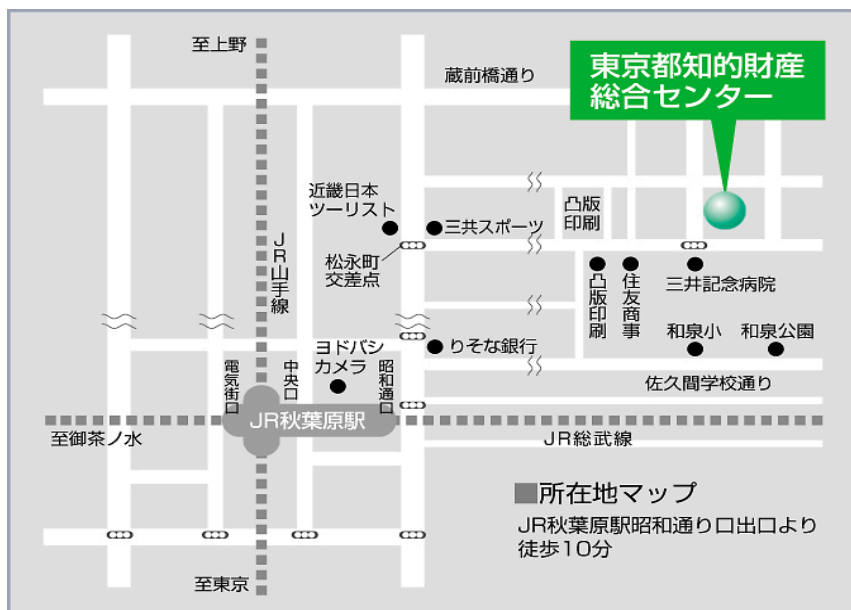 至上野
蔵前橋通り
東京都知的財産
総合センター
近畿日本
ツーリスト
三共スポーツ
凸版
印刷
JR山手線
松永町
交差点
凸版印刷
住友商事
三井記念病院
ヨドバシ
カメラ
りそな銀行
和泉小
和泉公園
電気街口
中央口
昭和通口
佐久間学校通り
JR秋葉原駅
至御茶ノ水
JR総武線
■所在地マップ
JR秋葉原駅昭和通り口出口より
徒歩10分
至東京